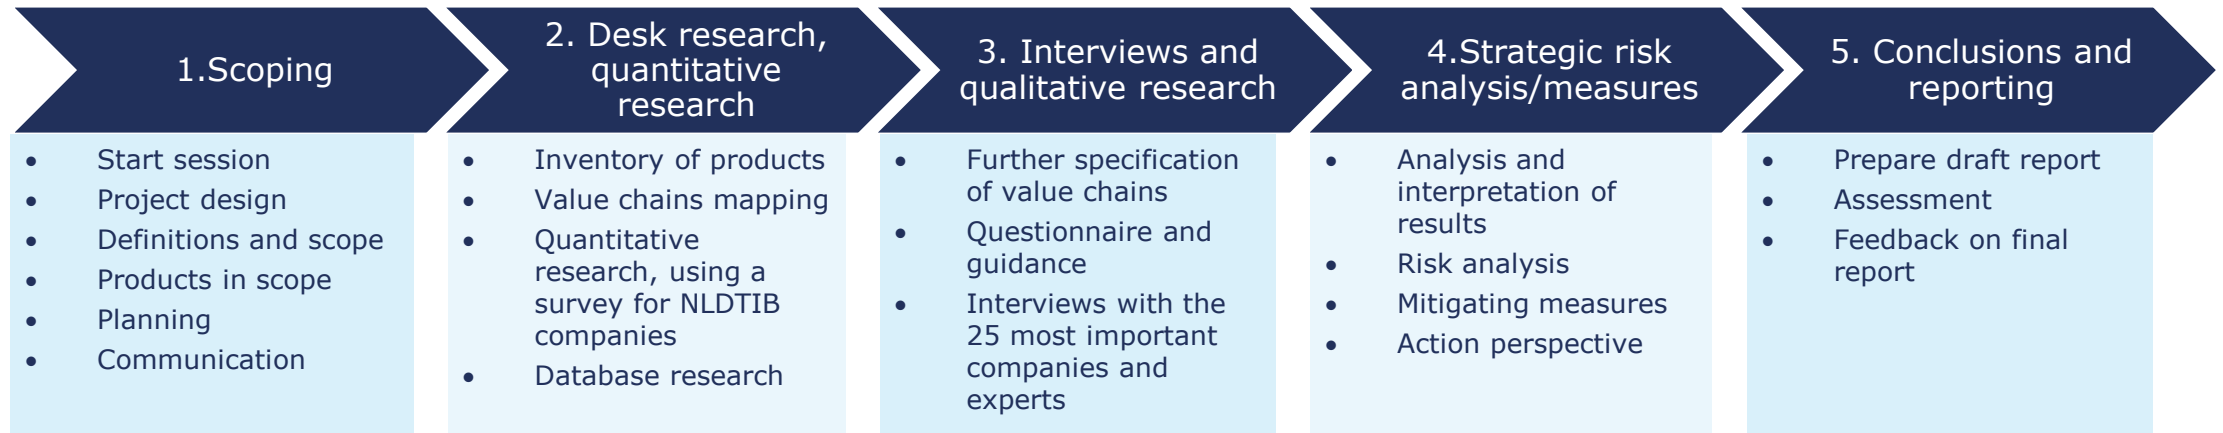 1.Scoping
2. Desk research,
quantitative
research
3. Interviews and
qualitative research
4.Strategic risk
analysis/measures
5. Conclusions and
reporting
• Start session
• Project design
• Definitions and scope
• Products in scope
• Planning
• Communication
• Inventory of products
• Value chains mapping
• Quantitative
research, using a
survey for NLDTIB
companies
• Database research
• Further specification
of value chains
• Questionnaire and
guidance
• Interviews with the
25 most important
companies and
experts
• Analysis and
interpretation of
results
• Risk analysis
• Mitigating measures
• Action perspective
• Prepare draft report
• Assessment
• Feedback on final
report